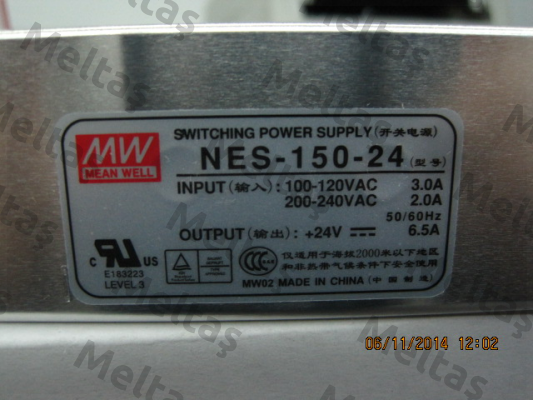 SWITCHING POWER SUPPLY (开关电源)
MW
MEAN WELL
NES-150-24 (型号)
INPUT (输入): 100-120VAC 3.0A
200-240VAC 2.0A
50/60Hz
OUTPUT (输出): +24V 6.5A
c RU US
E183223
LEVEL 3
CCC
仅适用于海拔2000米以下地区
和非热带气候条件下安全使用
MW02 MADE IN CHINA (中国制造)
06/11/2014 12:02
Meltaş